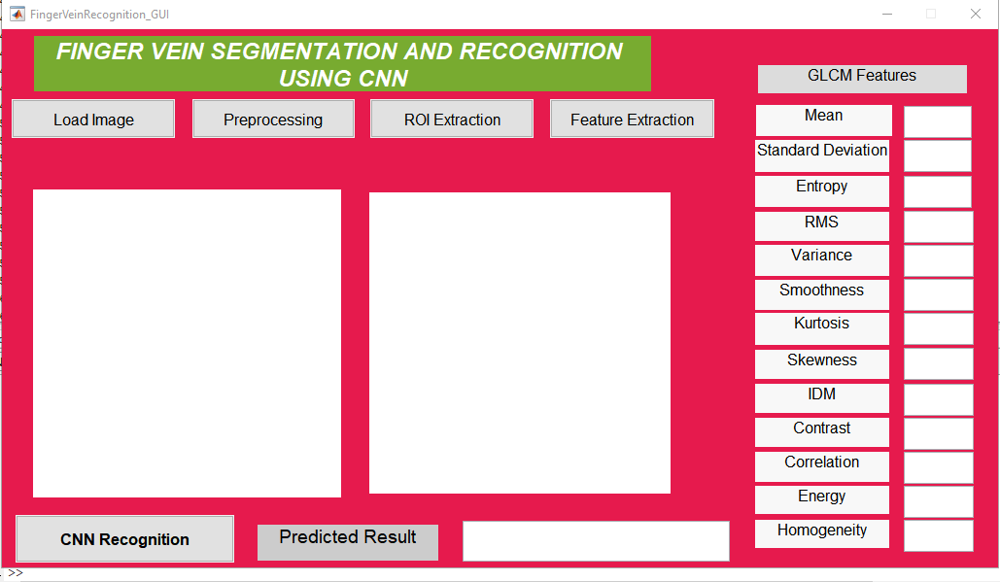 FingerVeinRecognition_GUI
FINGER VEIN SEGMENTATION AND RECOGNITION
USING CNN
Load Image
Preprocessing
ROI Extraction
Feature Extraction
GLCM Features
Mean
Standard Deviation
Entropy
RMS
Variance
Smoothness
Kurtosis
Skewness
IDM
Contrast
Correlation
Energy
Homogeneity
CNN Recognition
Predicted Result
>>